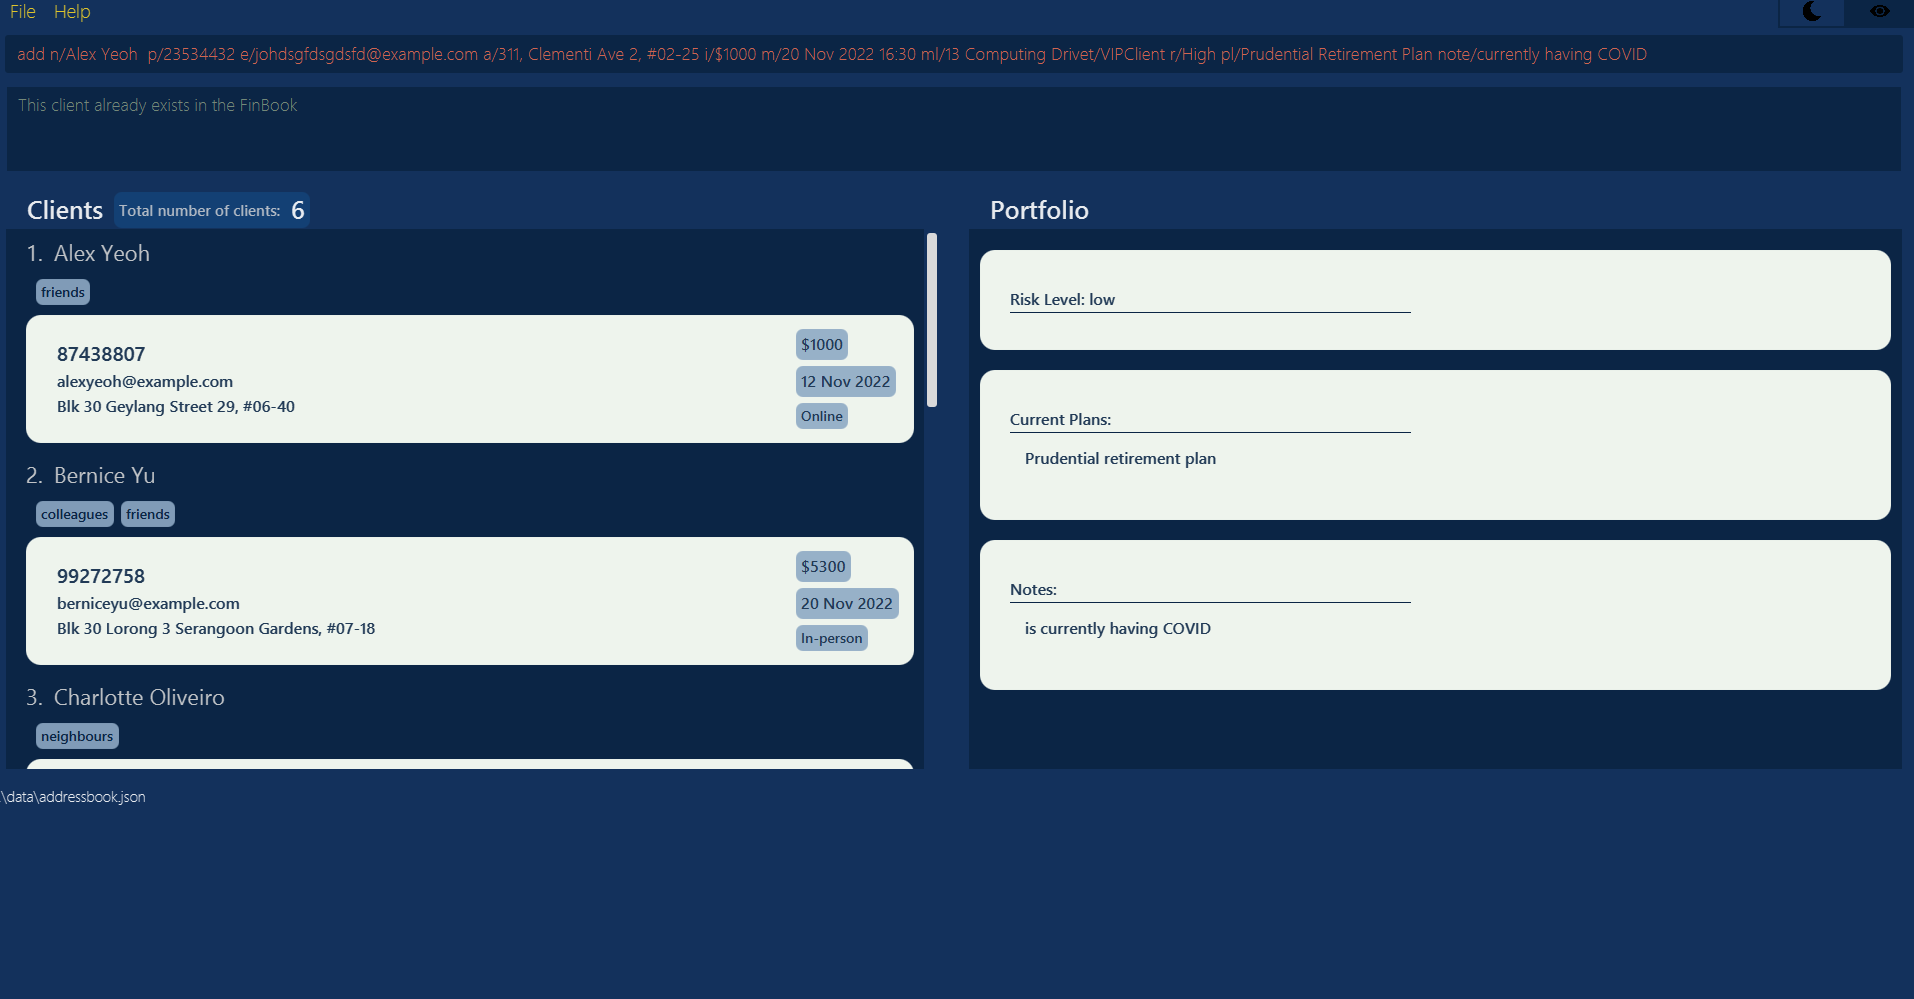 File Help
add n/Alex Yeoh  p/23534432 e/johdsgfdsgdsfd@example.com a/311, Clementi Ave 2, #02-25 i/$1000 m/20 Nov 2022 16:30 ml/13 Computing Drivet/VIPClient r/High pl/Prudential Retirement Plan note/currently having COVID
This client already exists in the FinBook
Clients Total number of clients: 6
1. Alex Yeoh
friends
87438807
alexyeoh@example.com
Blk 30 Geylang Street 29, #06-40
$1000
12 Nov 2022
Online
2. Bernice Yu
colleagues friends
99272758
berniceyu@example.com
Blk 30 Lorong 3 Serangoon Gardens, #07-18
$5300
20 Nov 2022
In-person
3. Charlotte Oliveiro
neighbours
Portfolio
Risk Level: low
Current Plans:
Prudential retirement plan
Notes:
is currently having COVID
\data\addressbook.json